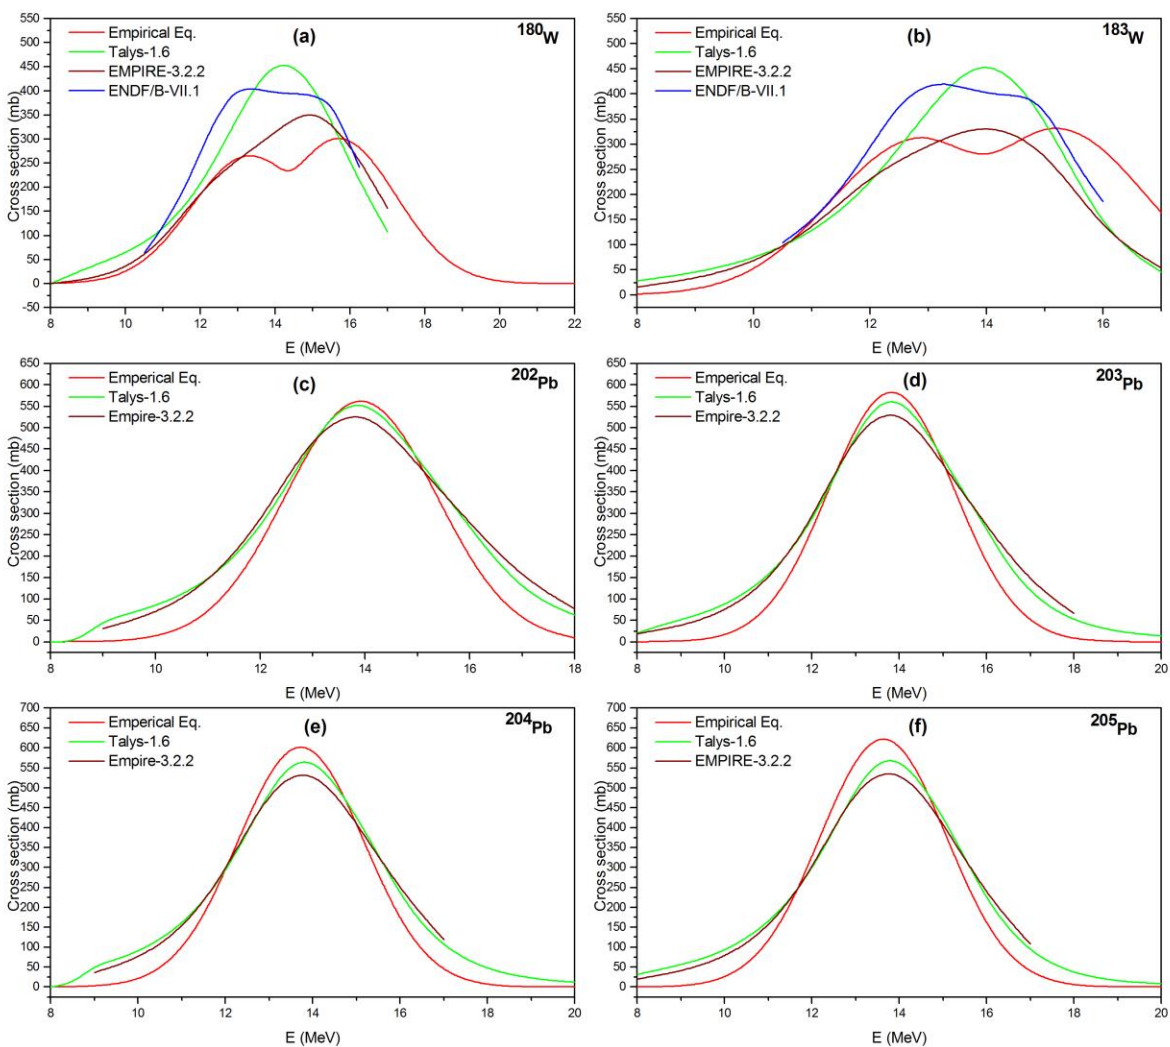 550
500
450
400
350
300
250
200
150
100
50
0
-50
Cross section (mb)
Empirical Eq.
Talys-1.6
EMPIRE-3.2.2
ENDF/B-VII.1
(a)
180W
8 10 12 14 16 18 20 22
E (MeV)
550
500
450
400
350
300
250
200
150
100
50
0
Cross section (mb)
Empirical Eq.
Talys-1.6
EMPIRE-3.2.2
ENDF/B-VII.1
(b)
183W
8 10 12 14 16
E (MeV)
650
600
550
500
450
400
350
300
250
200
150
100
50
0
Cross section (mb)
Emperical Eq.
Talys-1.6
Empire-3.2.2
(c)
202Pb
8 10 12 14 16 18
E (MeV)
650
600
550
500
450
400
350
300
250
200
150
100
50
0
Cross section (mb)
Emperical Eq.
Talys-1.6
Empire-3.2.2
(d)
203Pb
8 10 12 14 16 18 20
E (MeV)
700
650
600
550
500
450
400
350
300
250
200
150
100
50
0
Cross section (mb)
Emperical Eq.
Talys-1.6
Empire-3.2.2
(e)
204Pb
8 10 12 14 16 18 20
E (MeV)
700
650
600
550
500
450
400
350
300
250
200
150
100
50
0
Cross section (mb)
Empirical Eq.
Talys-1.6
EMPIRE-3.2.2
(f)
205Pb
8 10 12 14 16 18 20
E (MeV)